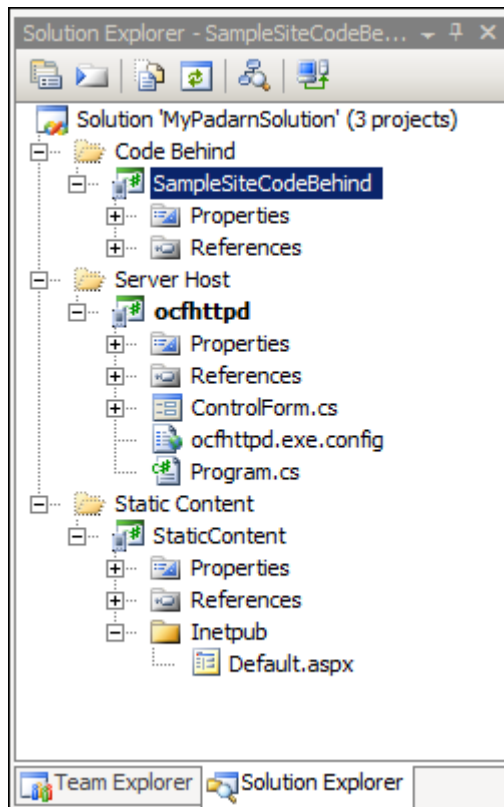 Solution Explorer - SampleSiteCodeBe...
Solution 'MyPadarnSolution' (3 projects)
Code Behind
SampleSiteCodeBehind
Properties
References
Server Host
ocfhttpd
Properties
References
ControlForm.cs
ocfhttpd.exe.config
Program.cs
Static Content
StaticContent
Properties
References
Inetpub
Default.aspx
Team Explorer Solution Explorer